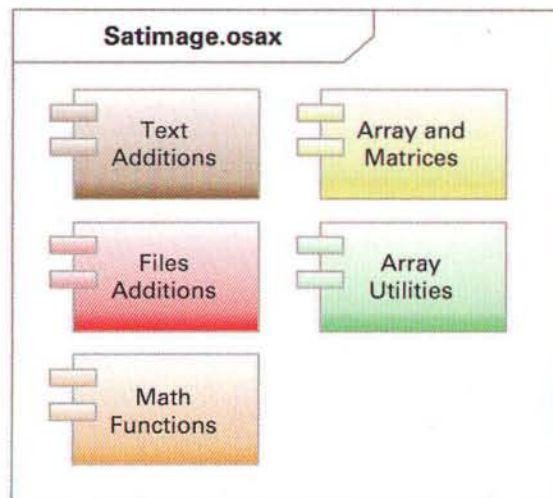 Satimage.osax
Text
Additions
Array and
Matrices
Files
Additions
Array
Utilities
Math
Functions